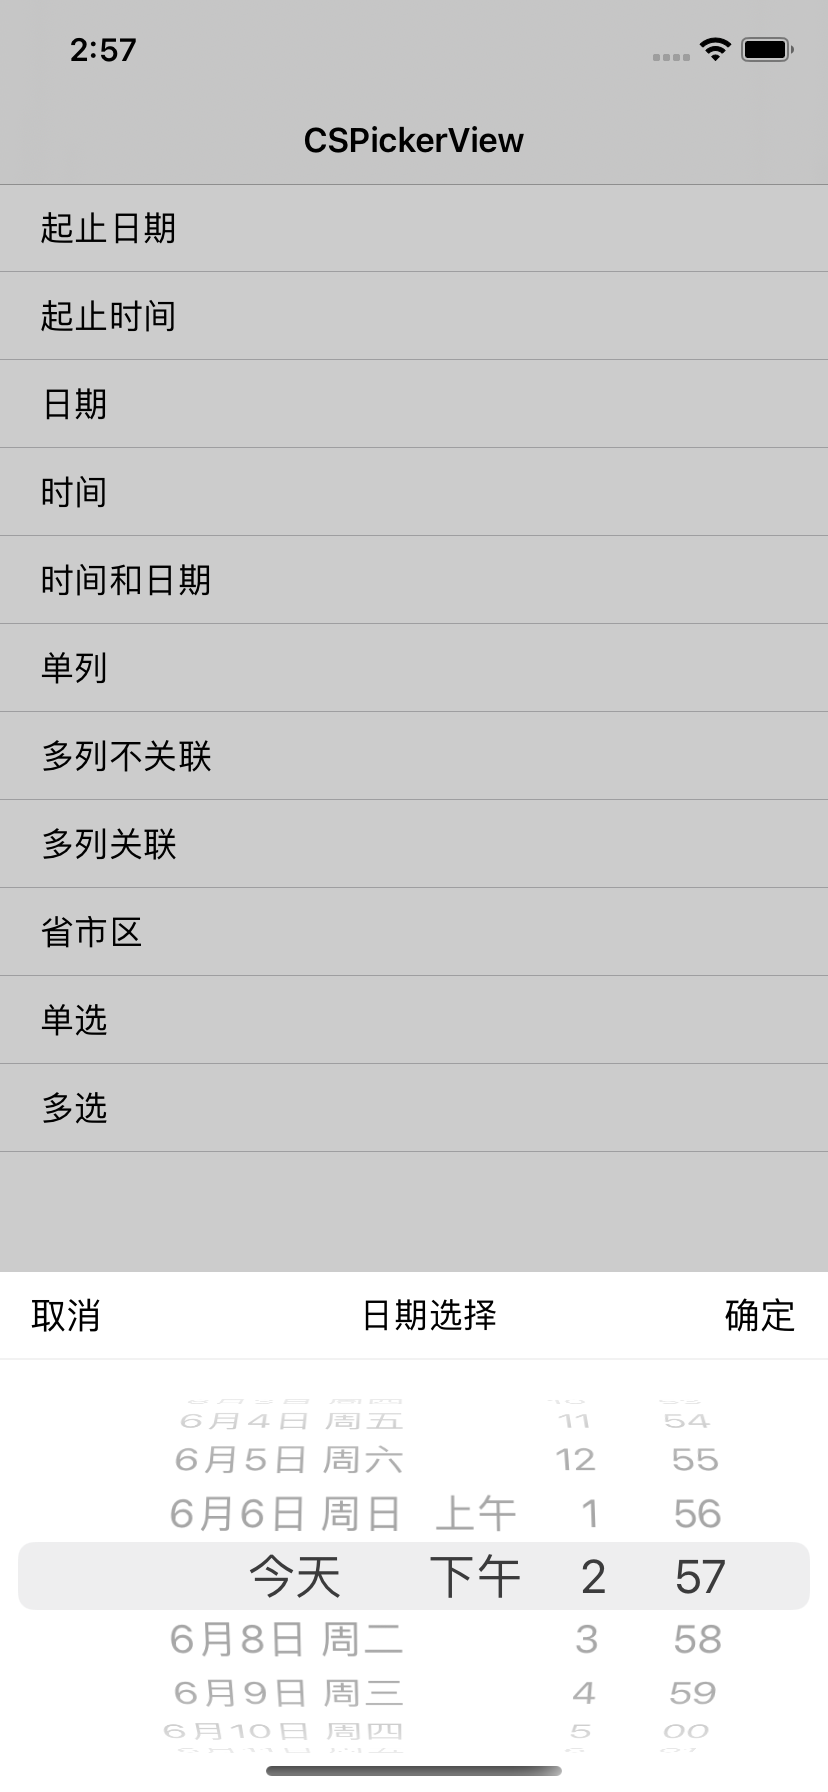 2:57
CSPickerView
起止日期
起止时间
日期
时间
时间和日期
单列
多列不关联
多列关联
省市区
单选
多选
取消 日期选择 确定
6月4日 周五 11 54
6月5日 周六 12 55
6月6日 周日 上午 1 56
今天 下午 2 57
6月8日 周二 3 58
6月9日 周三 4 59
6月10日 周四 5 00